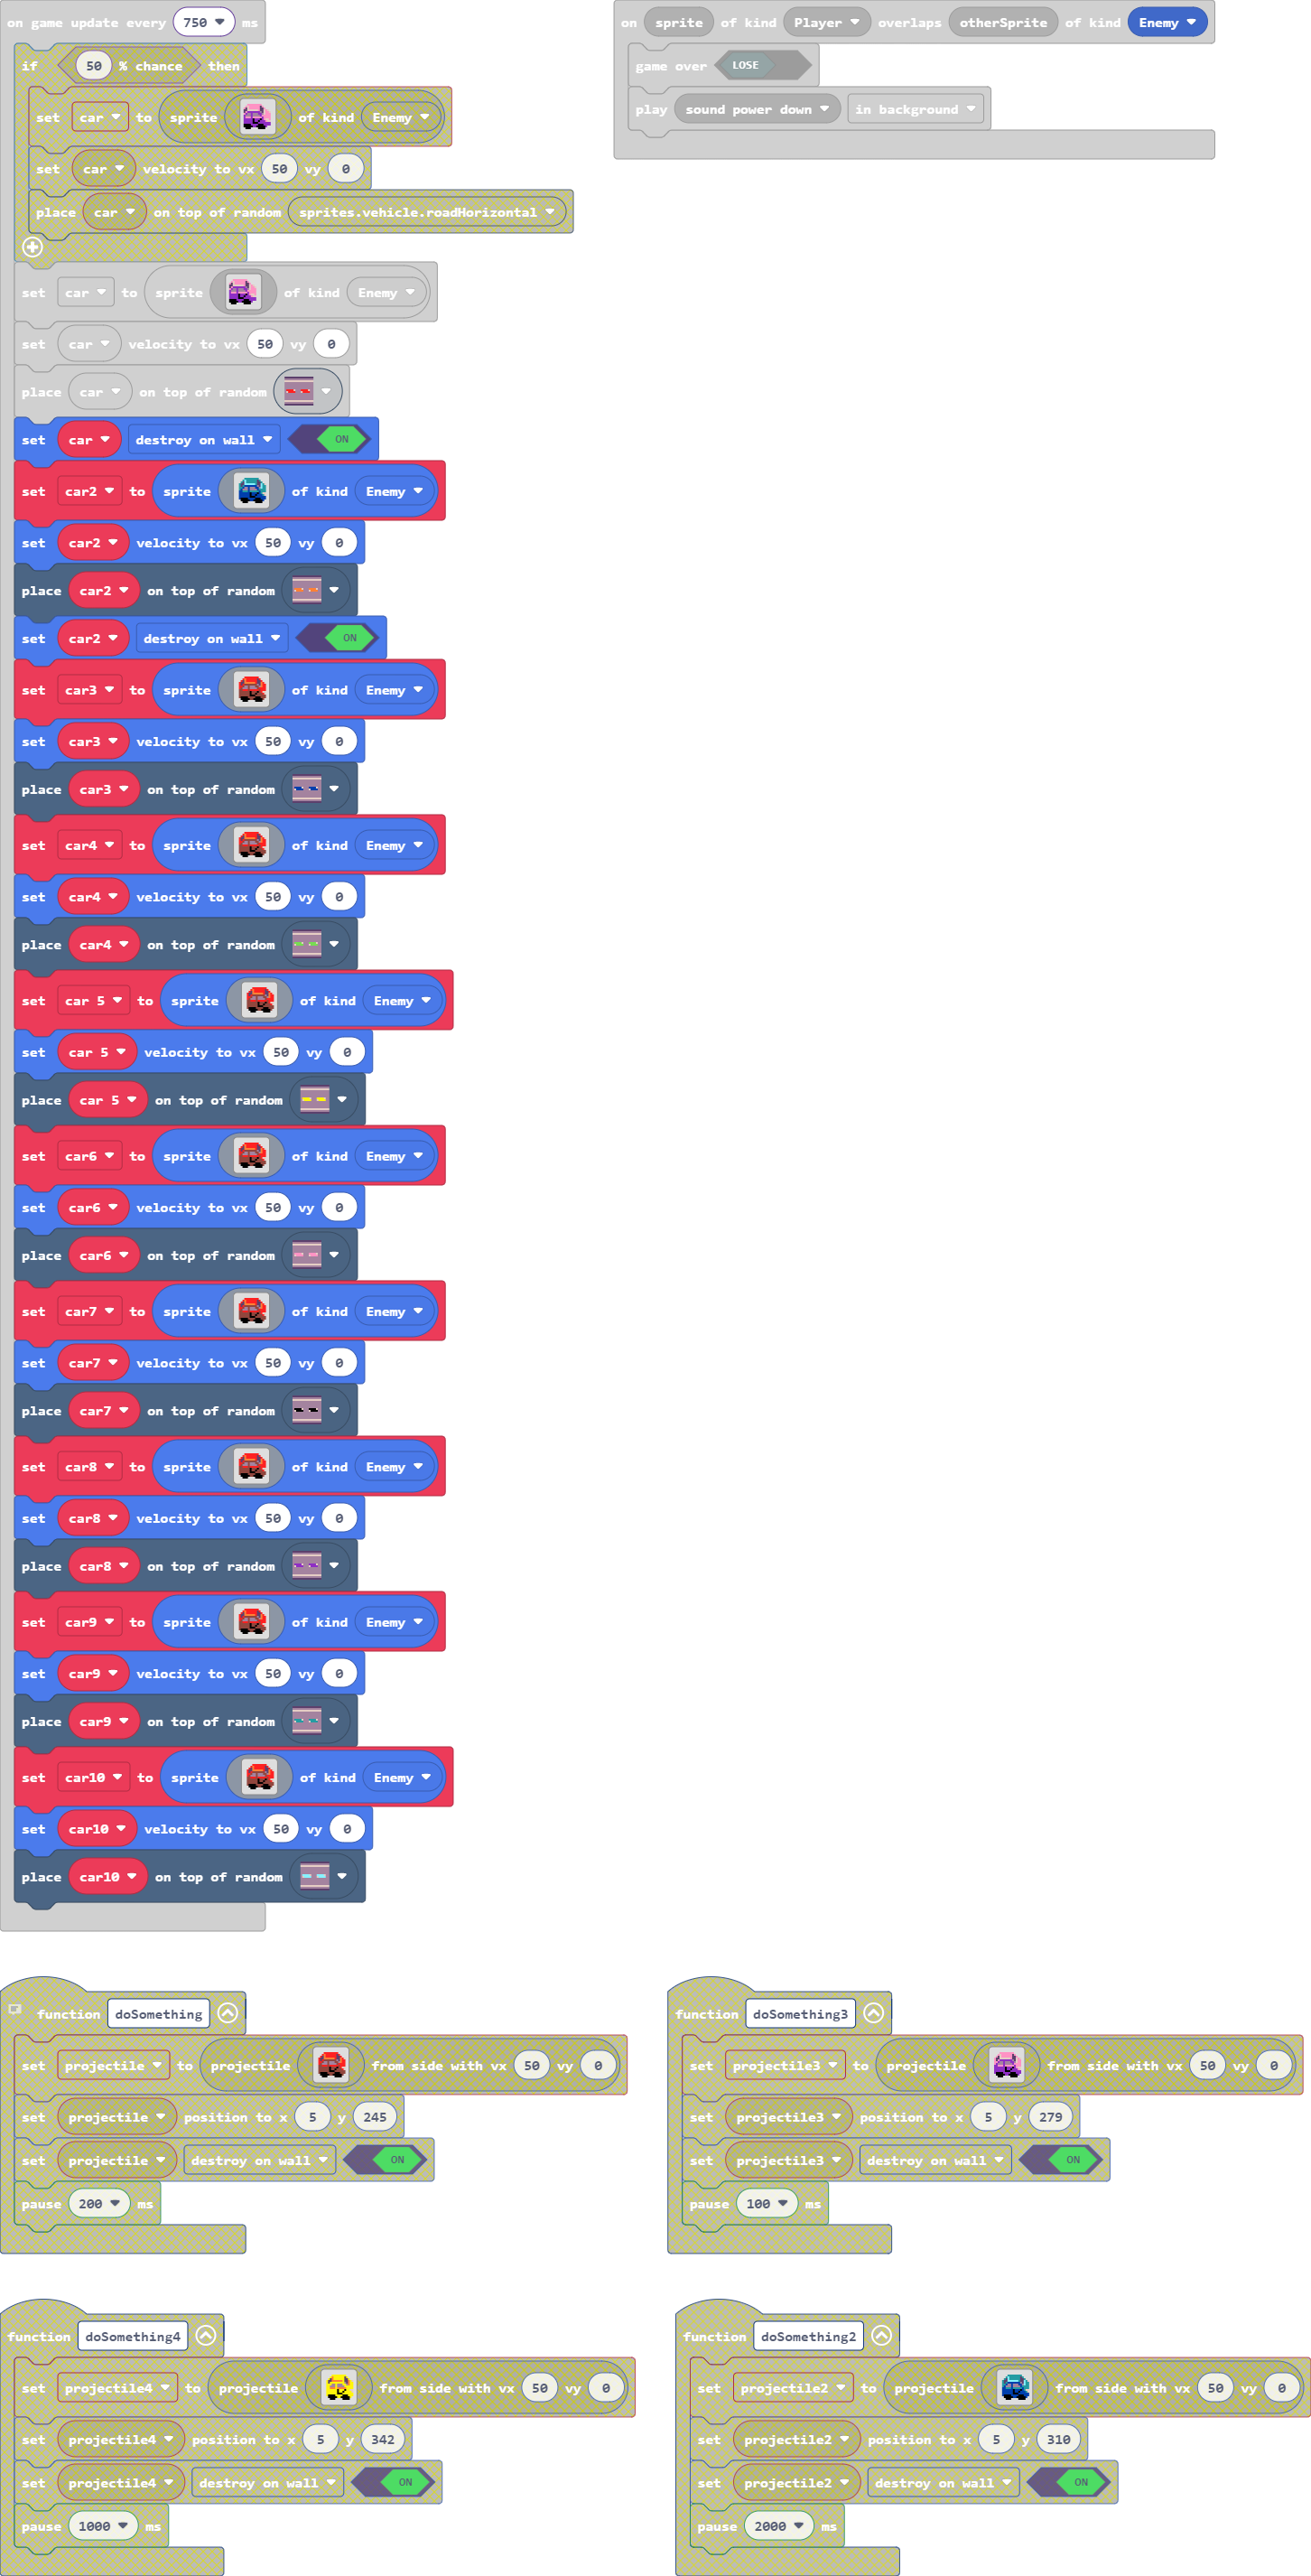 on game update every 750 ms
if 50 % chance then
set car to sprite of kind Enemy
set car velocity to vx 50 vy 0
place car on top of random sprites.vehicle.roadHorizontal
set car to sprite of kind Enemy
set car velocity to vx 50 vy 0
place car on top of random
set car destroy on wall ON
set car2 to sprite of kind Enemy
set car2 velocity to vx 50 vy 0
place car2 on top of random
set car2 destroy on wall ON
set car3 to sprite of kind Enemy
set car3 velocity to vx 50 vy 0
place car3 on top of random
set car4 to sprite of kind Enemy
set car4 velocity to vx 50 vy 0
place car4 on top of random
set car 5 to sprite of kind Enemy
set car 5 velocity to vx 50 vy 0
place car 5 on top of random
set car6 to sprite of kind Enemy
set car6 velocity to vx 50 vy 0
place car6 on top of random
set car7 to sprite of kind Enemy
set car7 velocity to vx 50 vy 0
place car7 on top of random
set car8 to sprite of kind Enemy
set car8 velocity to vx 50 vy 0
place car8 on top of random
set car9 to sprite of kind Enemy
set car9 velocity to vx 50 vy 0
place car9 on top of random
set car10 to sprite of kind Enemy
set car10 velocity to vx 50 vy 0
place car10 on top of random
on sprite of kind Player overlaps otherSprite of kind Enemy
game over LOSE
play sound power down in background
function doSomething
set projectile to projectile from side with vx 50 vy 0
set projectile position to x 5 y 245
set projectile destroy on wall ON
pause 200 ms
function doSomething3
set projectile3 to projectile from side with vx 50 vy 0
set projectile3 position to x 5 y 279
set projectile3 destroy on wall ON
pause 100 ms
function doSomething4
set projectile4 to projectile from side with vx 50 vy 0
set projectile4 position to x 5 y 342
set projectile4 destroy on wall ON
pause 1000 ms
function doSomething2
set projectile2 to projectile from side with vx 50 vy 0
set projectile2 position to x 5 y 310
set projectile2 destroy on wall ON
pause 2000 ms